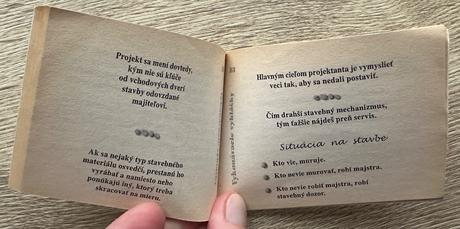 Projekt sa mení dovtedy,
kým nie sú kľúče
od vchodových dverí
stavby odovzdané
majiteľovi.
Ak sa nejaký typ stavebného
materiálu osvedčí, prestanú ho
vyrábať a namiesto neho
ponúkajú iný, ktorý treba
skracovať na mieru.
Vykonávacie vyhlášky
Hlavným cieľom projektanta je vymyslieť
veci tak, aby sa nedali postaviť.
Čím drahší stavebný mechanizmus,
tým ťažšie nájdeš preň servis.
Situácia na stavbe
Kto vie, muruje.
Kto nevie murovať, robí majstra.
Kto nevie robiť majstra, robí
stavebný dozor.